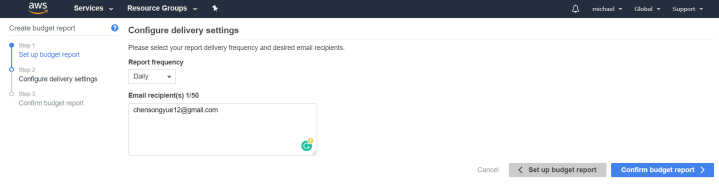 aws
Services
Resource Groups
michael
Global
Support
Create budget report
Step 1
Set up budget report
Step 2
Configure delivery settings
Step 3
Confirm budget report
Configure delivery settings
Please select your report delivery frequency and desired email recipients.
Report frequency
Daily
Email recipient(s) 1/50
chensongyue12@gmail.com
Cancel
Set up budget report
Confirm budget report